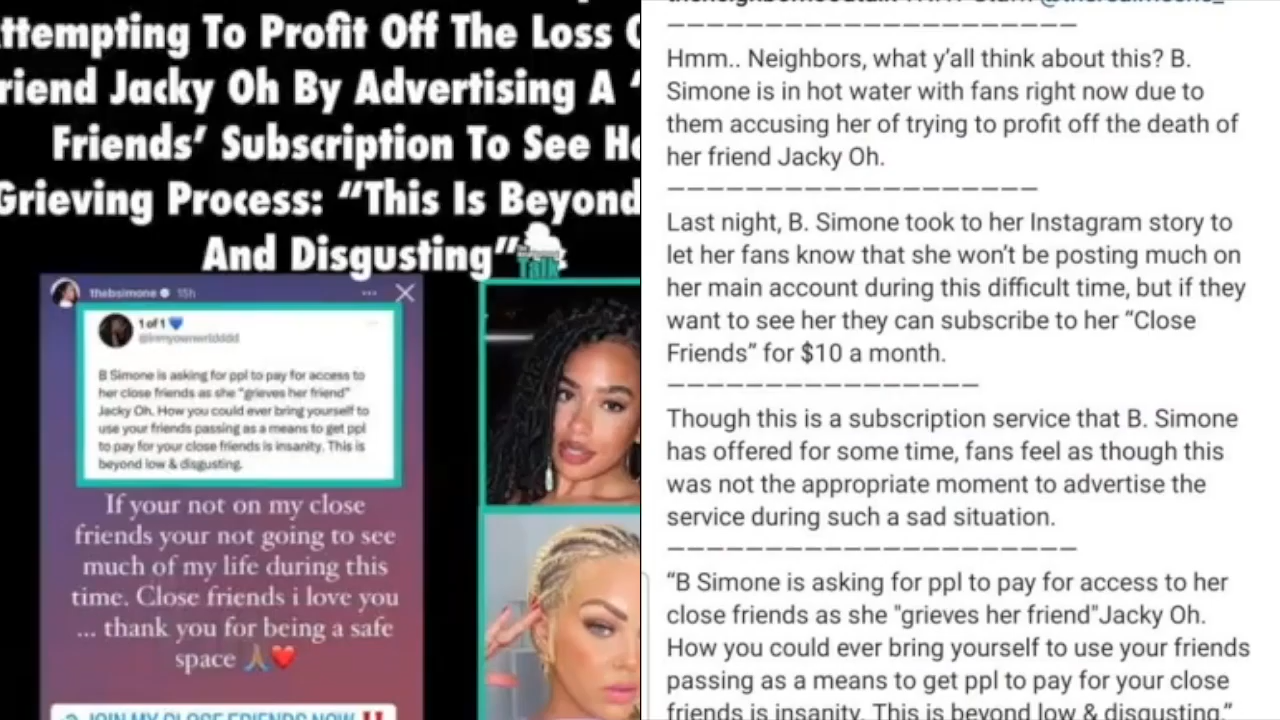 ttempting To Profit Off The Loss
riend Jacky Oh By Advertising A ‘
Friends’ Subscription To See
Grieving Process: “This Is Beyond
And Disgusting”
Talk
thebsimone 15h
1 of 1 💙
B Simone is asking for ppl to pay for access to
her close friends as she "grieves her friend"
Jacky Oh. How you could ever bring yourself to
use your friends passing as a means to get ppl
to pay for your close friends is insanity. This is
beyond low & disgusting.
If your not on my close
friends your not going to see
much of my life during this
time. Close friends i love you
... thank you for being a safe
space 🙏🏽❤️
JOIN MY CLOSE FRIENDS NOW ‼️
Hmm.. Neighbors, what y’all think about this? B.
Simone is in hot water with fans right now due to
them accusing her of trying to profit off the death of
her friend Jacky Oh.
Last night, B. Simone took to her Instagram story to
let her fans know that she won’t be posting much on
her main account during this difficult time, but if they
want to see her they can subscribe to her “Close
Friends” for $10 a month.
Though this is a subscription service that B. Simone
has offered for some time, fans feel as though this
was not the appropriate moment to advertise the
service during such a sad situation.
“B Simone is asking for ppl to pay for access to her
close friends as she "grieves her friend"Jacky Oh.
How you could ever bring yourself to use your friends
passing as a means to get ppl to pay for your close
friends is insanity. This is beyond low & disgusting.”